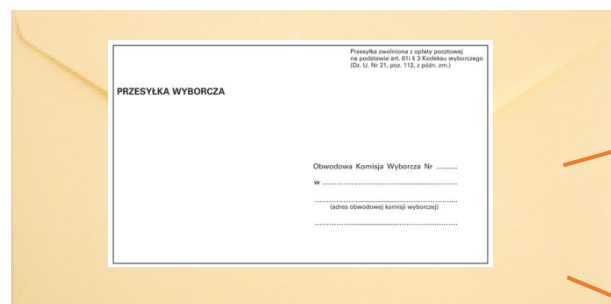 Przesyłka zwolniona z opłaty pocztowej
na podstawie art. 61i § 3 Kodeksu wyborczego
(Dz. U. Nr 21, poz. 112, z późn. zm.)
PRZESYŁKA WYBORCZA
Obwodowa Komisja Wyborcza Nr ..........
w ................................................................
....................................................................
(adres obwodowej komisji wyborczej)
....................................................................